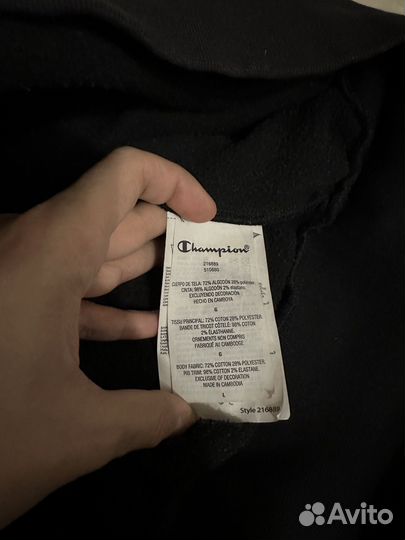 Champion
216889
510680
CUERPO DE TELA: 72% ALGODÓN 28% poliéster
CINTA: 98% ALGODÓN 2% elastano.
EXCLUYENDO DECORACIÓN
HECHO EN CAMBOYA
G
TISSU PRINCIPAL: 72% COTON 28% POLYESTER
BANDE DE TRICOT CÔTELÉ: 98% COTON
2% ÉLASTHANNE.
ORNEMENTS NON COMPRIS
FABRIQUÉ AU CAMBODGE
G
BODY FABRIC: 72% COTTON 28% POLYESTER
RIB TRIM: 98% COTTON 2% ELASTANE.
EXCLUSIVE OF DECORATION
MADE IN CAMBODIA
L
Style 216889
Avito